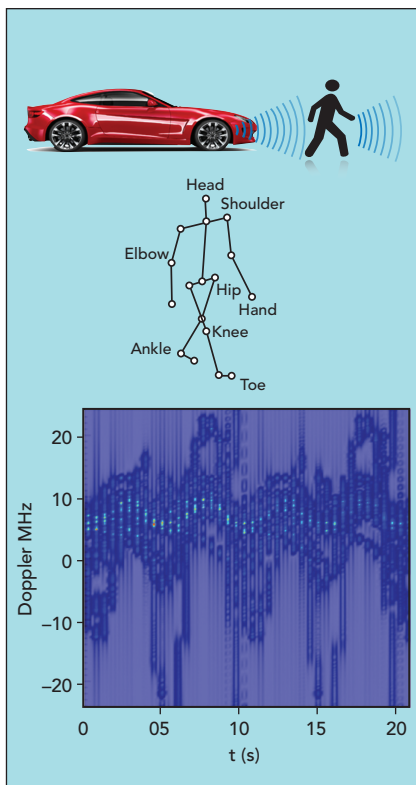 Head
Shoulder
Elbow
Hip
Hand
Knee
Ankle
Toe
20
10
0
–10
–20
Doppler MHz
0 05 10 15 20
t (s)